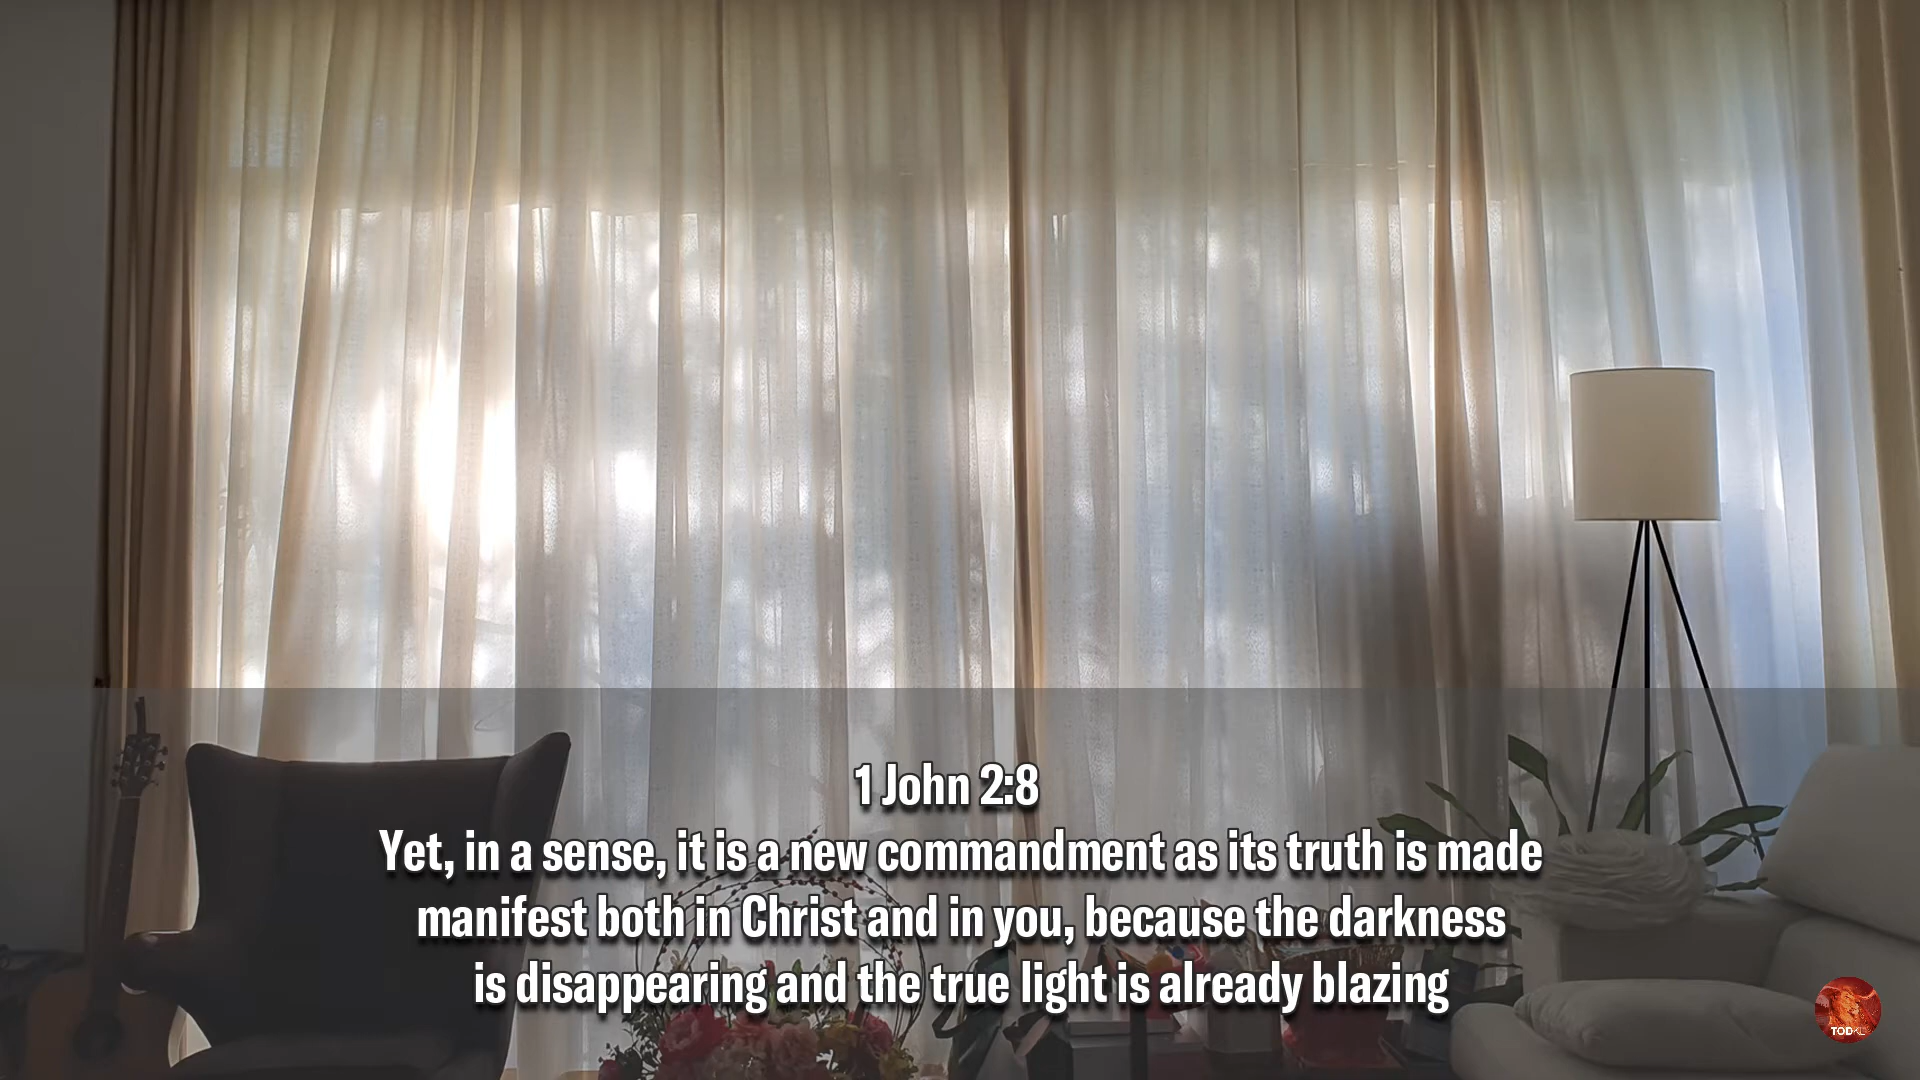 1 John 2:8
Yet, in a sense, it is a new commandment as its truth is made
manifest both in Christ and in you, because the darkness
is disappearing and the true light is already blazing
TODKL